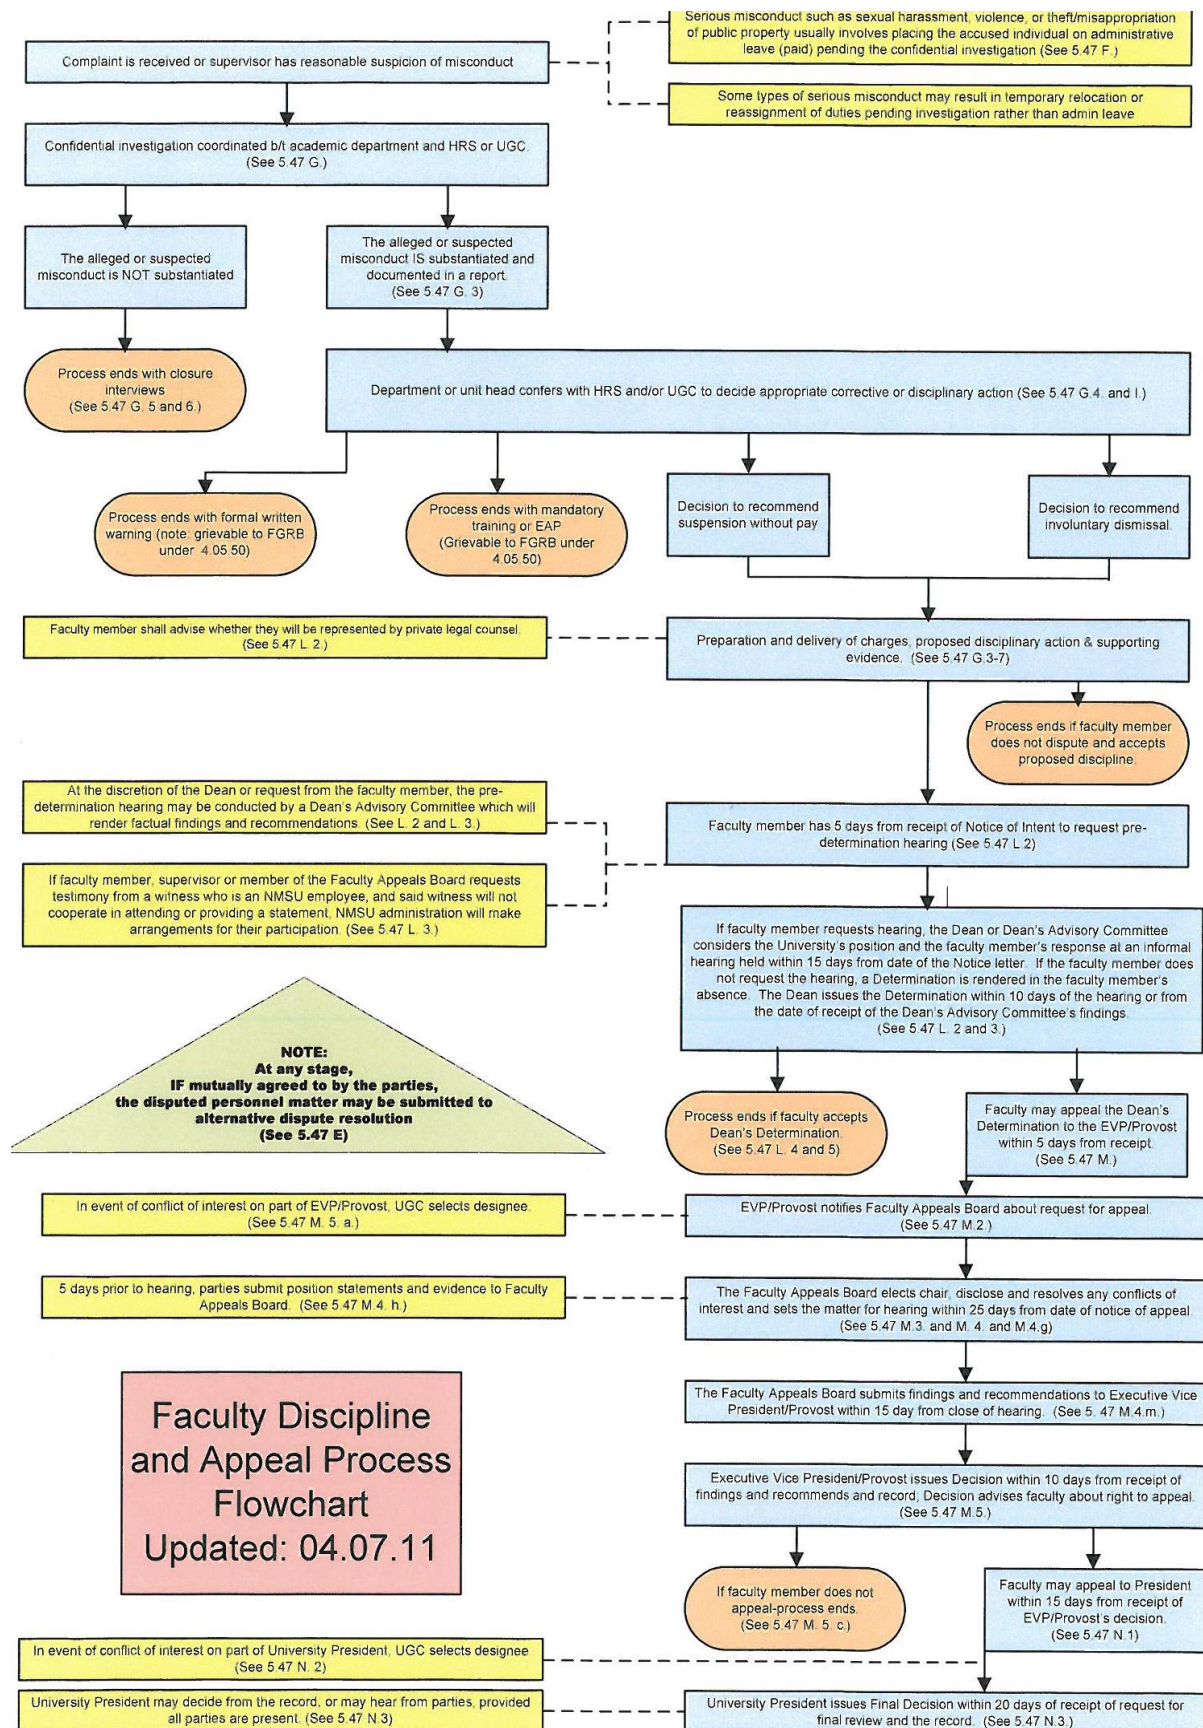 Serious misconduct such as sexual harassment, violence, or theft/misappropriation
of public property usually involves placing the accused individual on administrative
leave (paid) pending the confidential investigation (See 5.47 F.)
Complaint is received or supervisor has reasonable suspicion of misconduct
Some types of serious misconduct may result in temporary relocation or
reassignment of duties pending investigation rather than admin leave
Confidential investigation coordinated b/t academic department and HRS or UGC.
(See 5.47 G.)
The alleged or suspected
misconduct is NOT substantiated
The alleged or suspected
misconduct IS substantiated and
documented in a report.
(See 5.47 G. 3)
Process ends with closure
interviews
(See 5.47 G. 5 and 6.)
Department or unit head confers with HRS and/or UGC to decide appropriate corrective or disciplinary action (See 5.47 G.4. and I.)
Process ends with formal written
warning (note: grievable to FGRB
under 4.05.50)
Process ends with mandatory
training or EAP
(Grievable to FGRB under
4.05.50)
Decision to recommend
suspension without pay
Decision to recommend
involuntary dismissal.
Faculty member shall advise whether they will be represented by private legal counsel.
(See 5.47 L. 2.)
Preparation and delivery of charges, proposed disciplinary action & supporting
evidence. (See 5.47 G.3-7)
Process ends if faculty member
does not dispute and accepts
proposed discipline.
At the discretion of the Dean or request from the faculty member, the pre-
determination hearing may be conducted by a Dean's Advisory Committee which will
render factual findings and recommendations. (See L. 2 and L. 3.)
Faculty member has 5 days from receipt of Notice of Intent to request pre-
determination hearing (See 5.47 L.2)
If faculty member, supervisor or member of the Faculty Appeals Board requests
testimony from a witness who is an NMSU employee, and said witness will not
cooperate in attending or providing a statement, NMSU administration will make
arrangements for their participation. (See 5.47 L. 3.)
If faculty member requests hearing, the Dean or Dean's Advisory Committee
considers the University's position and the faculty member's response at an informal
hearing held within 15 days from date of the Notice letter. If the faculty member does
not request the hearing, a Determination is rendered in the faculty member's
absence. The Dean issues the Determination within 10 days of the hearing or from
the date of receipt of the Dean's Advisory Committee's findings.
(See 5.47 L. 2 and 3.)
NOTE:
At any stage,
IF mutually agreed to by the parties,
the disputed personnel matter may be submitted to
alternative dispute resolution
(See 5.47 E)
Process ends if faculty accepts
Dean's Determination.
(See 5.47 L. 4 and 5)
Faculty may appeal the Dean's
Determination to the EVP/Provost
within 5 days from receipt.
(See 5.47 M.)
In event of conflict of interest on part of EVP/Provost, UGC selects designee.
(See 5.47 M. 5. a.)
EVP/Provost notifies Faculty Appeals Board about request for appeal.
(See 5.47 M.2.)
5 days prior to hearing, parties submit position statements and evidence to Faculty
Appeals Board. (See 5.47 M.4. h.)
The Faculty Appeals Board elects chair, disclose and resolves any conflicts of
interest and sets the matter for hearing within 25 days from date of notice of appeal
(See 5.47 M.3. and M. 4. and M.4.g)
The Faculty Appeals Board submits findings and recommendations to Executive Vice
President/Provost within 15 day from close of hearing. (See 5. 47 M.4.m.)
Faculty Discipline
and Appeal Process
Flowchart
Updated: 04.07.11
Executive Vice President/Provost issues Decision within 10 days from receipt of
findings and recommends and record; Decision advises faculty about right to appeal.
(See 5.47 M.5.)
If faculty member does not
appeal-process ends.
(See 5.47 M. 5. c.)
Faculty may appeal to President
within 15 days from receipt of
EVP/Provost's decision.
(See 5.47 N.1)
In event of conflict of interest on part of University President, UGC selects designee
(See 5.47 N. 2)
University President may decide from the record, or may hear from parties, provided
all parties are present. (See 5.47 N.3)
University President issues Final Decision within 20 days of receipt of request for
final review and the record. (See 5.47 N.3.)